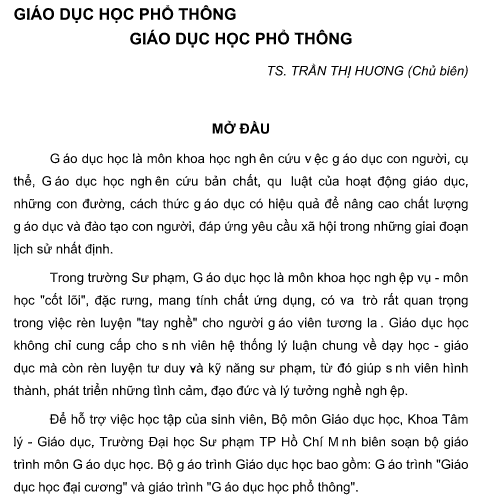 GIÁO DỤC HỌC PHỔ THÔNG
GIÁO DỤC HỌC PHỔ THÔNG
TS. TRẦN THỊ HƯƠNG (Chủ biên)
MỞ ĐẦU
G áo dục học là môn khoa học ngh ên cứu v ệc g áo dục con người, cụ
thể, G áo dục học ngh ên cứu bản chất, qu luật của hoạt động giáo dục,
những con đường, cách thức g áo dục có hiệu quả để nâng cao chất lượng
g áo dục và đào tạo con người, đáp ứng yêu cầu xã hội trong những giai đoạn
lịch sử nhất định.
Trong trường Sư phạm, G áo dục học là môn khoa học ngh ệp vụ - môn
học "cốt lõi", đặc rưng, mang tính chất ứng dụng, có va trò rất quan trọng
trong việc rèn luyện "tay nghề" cho người g áo viên tương la . Giáo dục học
không chỉ cung cấp cho s nh viên hệ thống lý luận chung về dạy học - giáo
dục mà còn rèn luyện tư duy và kỹ năng sư phạm, từ đó giúp s nh viên hình
thành, phát triển những tình cảm, đạo đức và lý tưởng nghề ngh ệp.
Để hỗ trợ việc học tập của sinh viên, Bộ môn Giáo dục học, Khoa Tâm
lý - Giáo dục, Trường Đại học Sư phạm TP Hồ Chí M nh biên soạn bộ giáo
trình môn G áo dục học. Bộ g áo trình Giáo dục học bao gồm: G áo trình "Giáo
dục học đại cương" và giáo trình "G áo dục học phổ thông".